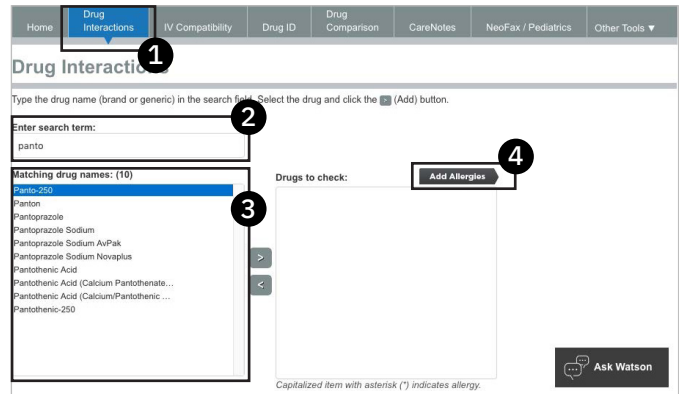 Home
Drug Interactions
IV Compatibility
Drug ID
Drug Comparison
CareNotes
NeoFax / Pediatrics
Other Tools ▼
1
Drug Interactio s
Type the drug name (brand or generic) in the search field. Select the drug and click the > (Add) button.
2
Enter search term:
panto
4
Matching drug names: (10)
Drugs to check:
Add Allergies
3
Panto-250
Panton
Pantoprazole
Pantoprazole Sodium
Pantoprazole Sodium AvPak
Pantoprazole Sodium Novaplus
Pantothenic Acid
Pantothenic Acid (Calcium Pantothenate...
Pantothenic Acid (Calcium/Pantothenic ...
Pantothenic-250
>
<
Ask Watson
Capitalized item with asterisk (*) indicates allergy.